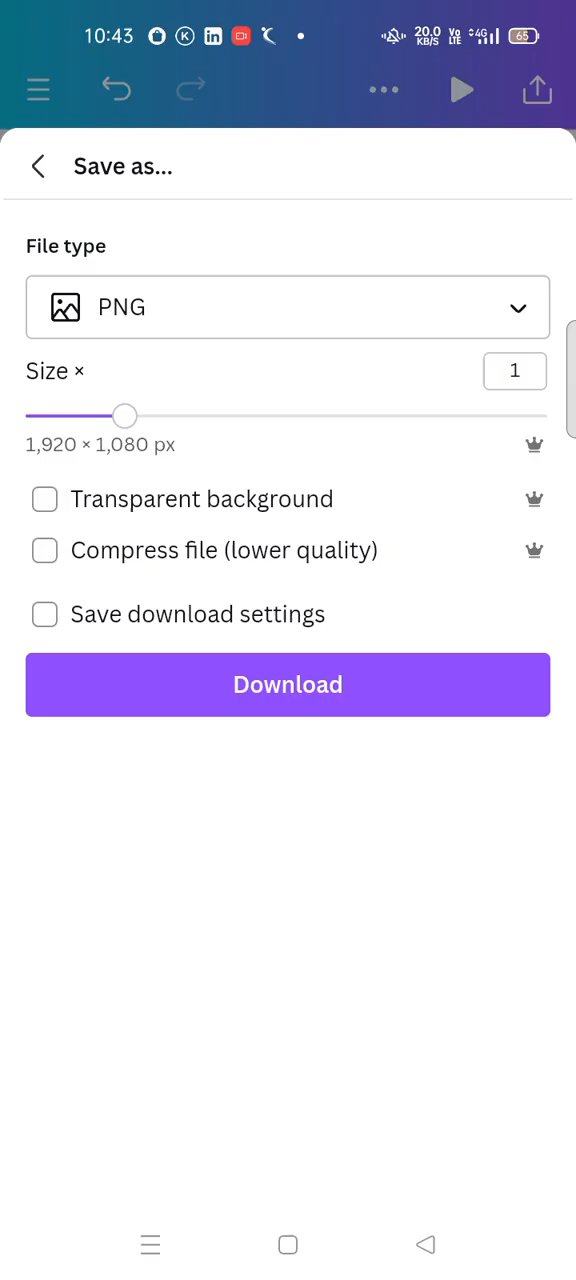 10:43 K in 20.0 KB/S Vo LTE 4G 65
Save as...
File type
PNG
Size × 1
1,920 × 1,080 px
Transparent background
Compress file (lower quality)
Save download settings
Download